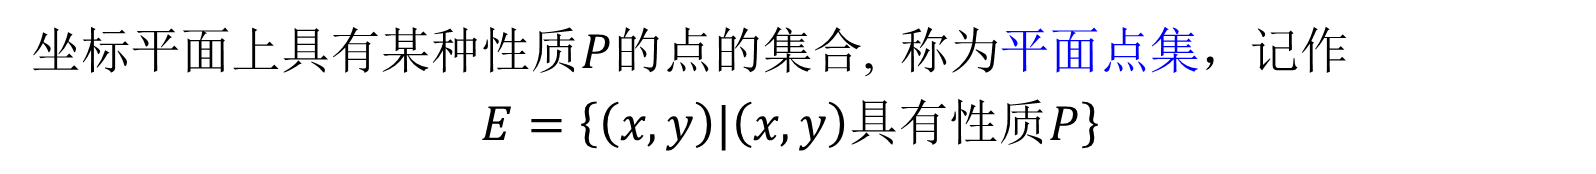 坐标平面上具有某种性质P的点的集合, 称为平面点集，记作
E = {(x, y)|(x, y)具有性质P}